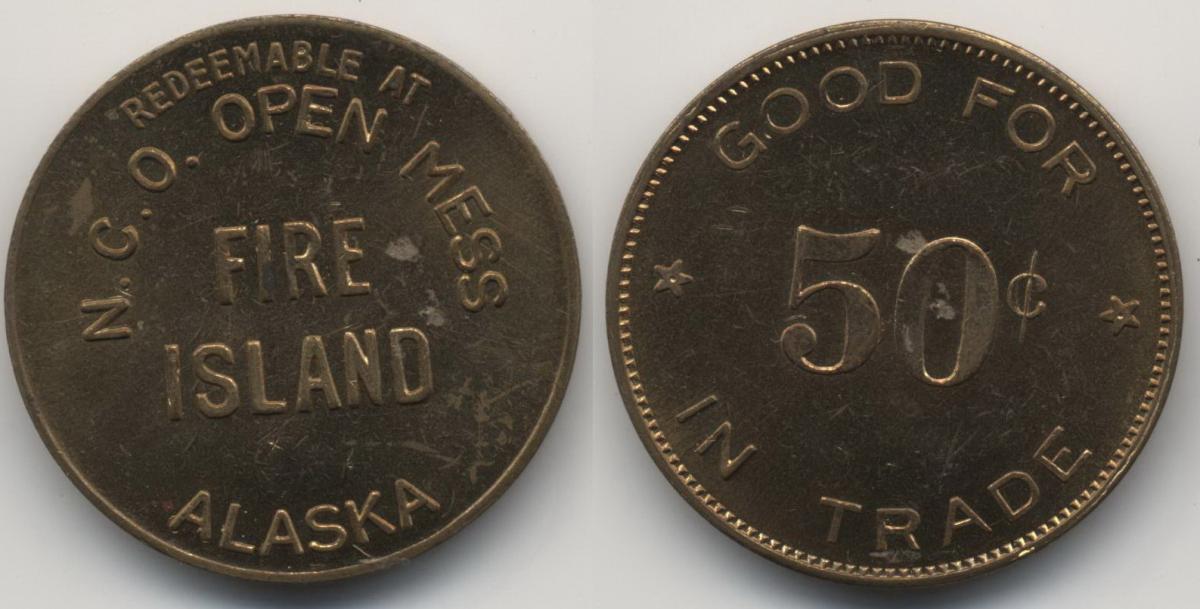 REDEEMABLE AT
N.C.O. OPEN MESS
FIRE
ISLAND
ALASKA
GOOD FOR
50¢
IN TRADE